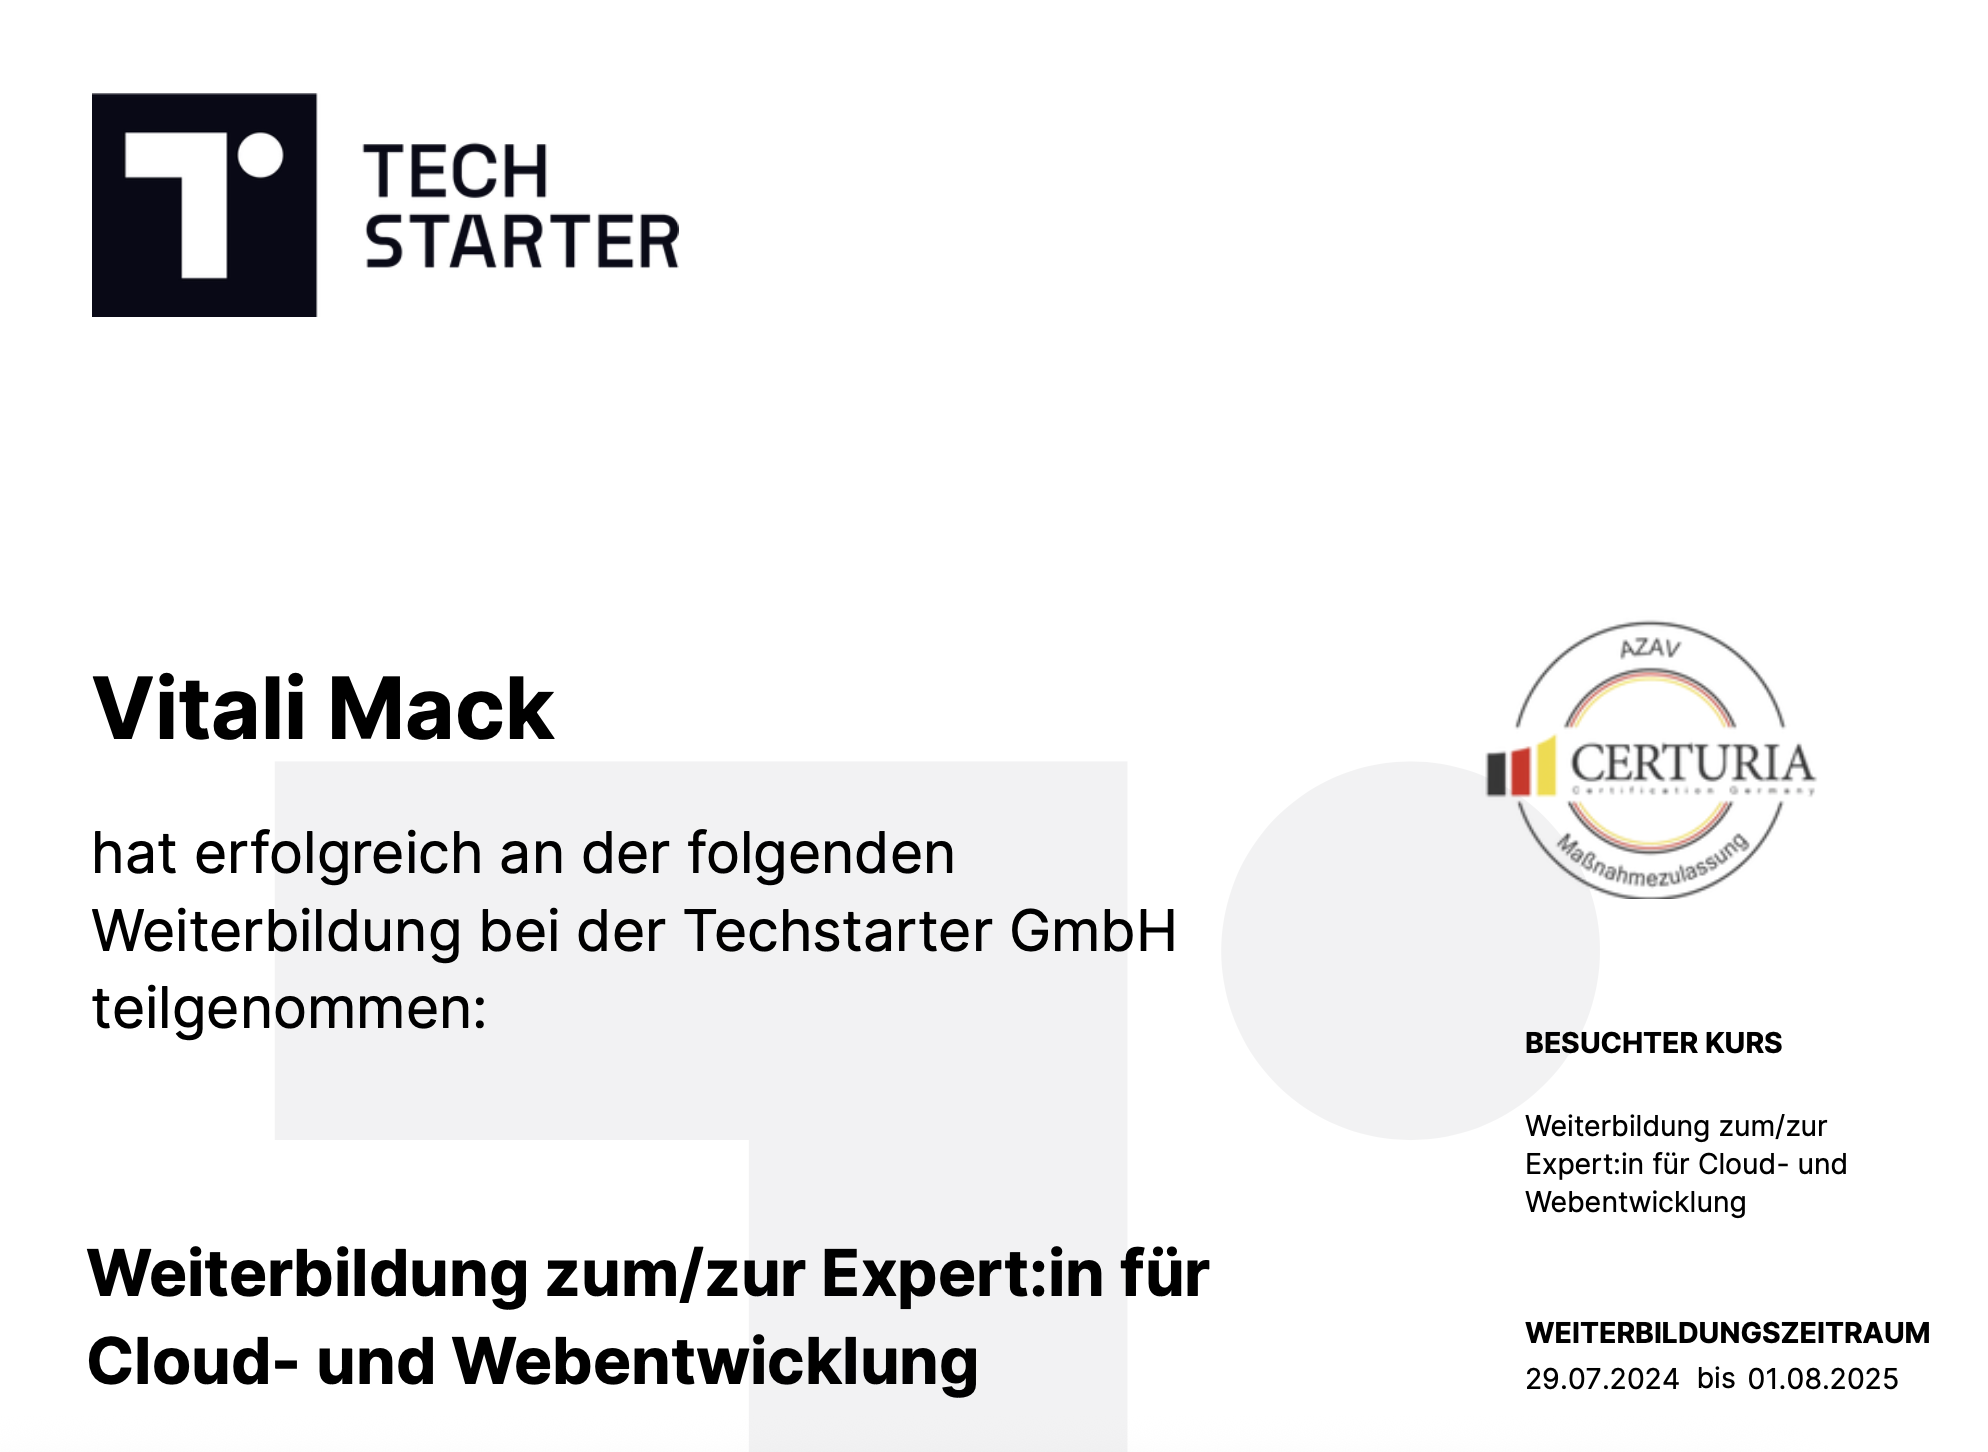 TECH
STARTER
Vitali Mack
hat erfolgreich an der folgenden
Weiterbildung bei der Techstarter GmbH
teilgenommen:
Weiterbildung zum/zur Expert:in für
Cloud- und Webentwicklung
AZAV
CERTURIA
Certification Germany
Maßnahmezulassung
BESUCHTER KURS
Weiterbildung zum/zur
Expert:in für Cloud- und
Webentwicklung
WEITERBILDUNGSZEITRAUM
29.07.2024 bis 01.08.2025